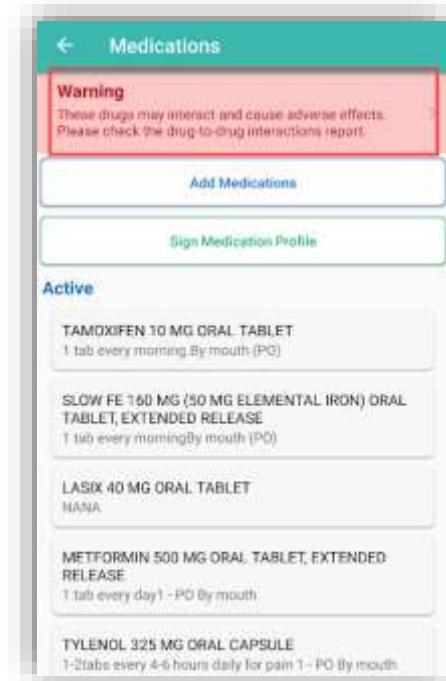 Medications
Warning
These drugs may interact and cause adverse effects.
Please check the drug-to-drug interactions report.
Add Medications
Sign Medication Profile
Active
TAMOXIFEN 10 MG ORAL TABLET
1 tab every morning.By mouth (PO)
SLOW FE 160 MG (50 MG ELEMENTAL IRON) ORAL
TABLET, EXTENDED RELEASE
1 tab every morningBy mouth (PO)
LASIX 40 MG ORAL TABLET
NANA
METFORMIN 500 MG ORAL TABLET, EXTENDED
RELEASE
1 tab every day1 - PO By mouth
TYLENOL 325 MG ORAL CAPSULE
1-2tabs every 4-6 hours daily for pain 1 - PO By mouth